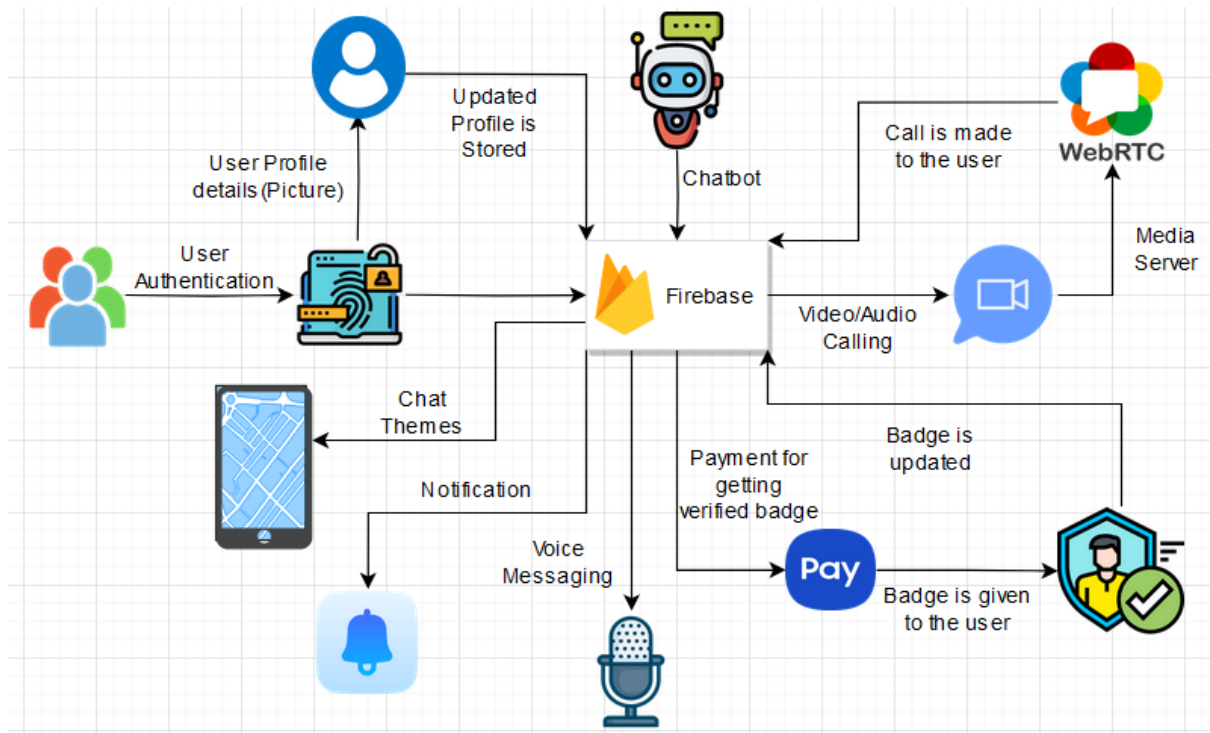 Updated
Profile is
Stored
User Profile
details(Picture)
Chatbot
Call is made
to the user
WebRTC
User
Authentication
Firebase
Media
Server
Video/Audio
Calling
Chat
Themes
Notification
Voice
Messaging
Payment for
getting
verified badge
Badge is
updated
Pay
Badge is given
to the user